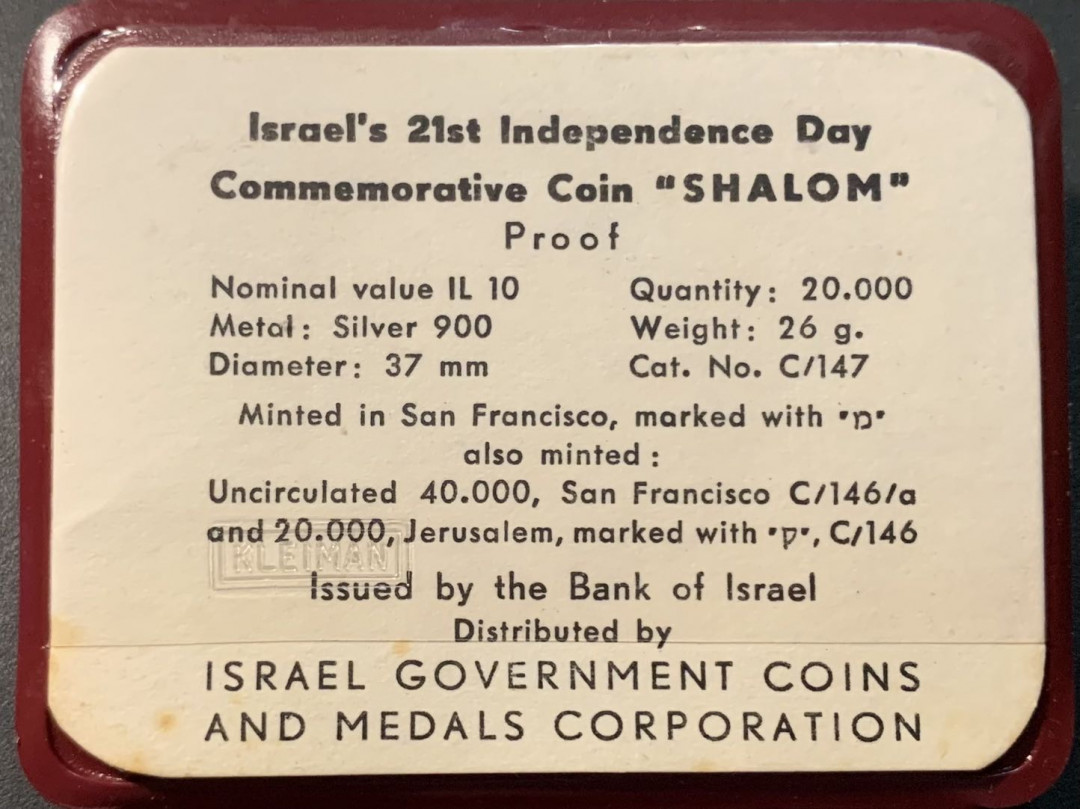 Israel's 21st Independence Day
Commemorative Coin "SHALOM"
Proof
Nominal value IL 10 Quantity: 20.000
Metal: Silver 900 Weight: 26 g.
Diameter: 37 mm Cat. No. C/147
Minted in San Francisco, marked with "מ"
also minted:
Uncirculated 40.000, San Francisco C/146/a
and 20.000, Jerusalem, marked with "ק", C/146
KLEIMAN
Issued by the Bank of Israel
Distributed by
ISRAEL GOVERNMENT COINS
AND MEDALS CORPORATION